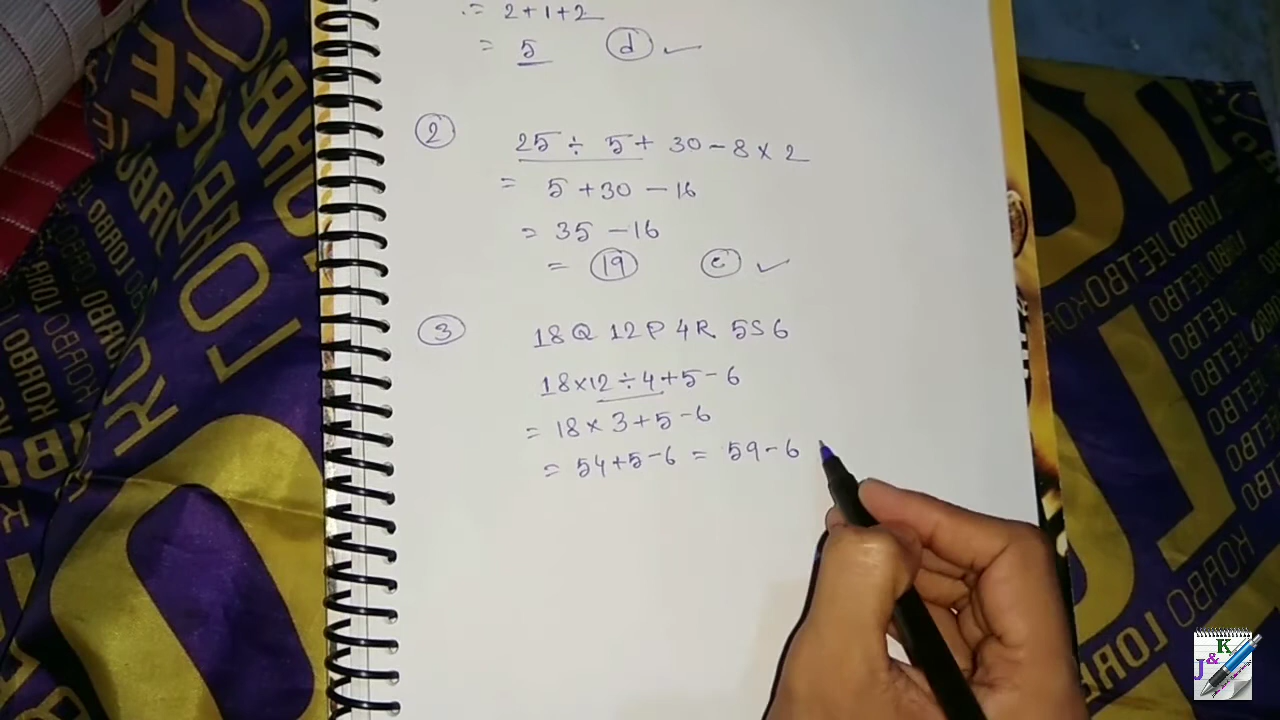 .= 2+1+2
= 5 (d) ✓
(2) 25 ÷ 5 + 30 - 8 × 2
= 5 + 30 - 16
= 35 - 16
= (19) (c) ✓
(3) 18 Q 12 P 4 R 5 S 6
18 × 12 ÷ 4 + 5 - 6
= 18 × 3 + 5 - 6
= 54 + 5 - 6 = 59 - 6
J & K